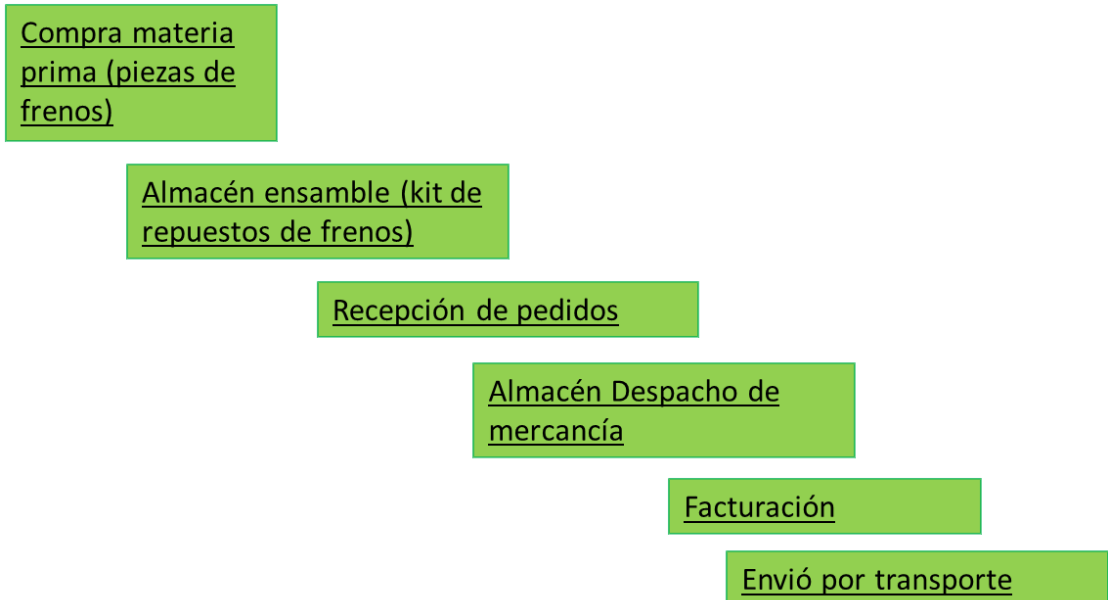 Compra materia
prima (piezas de
frenos)
Almacén ensamble (kit de
repuestos de frenos)
Recepción de pedidos
Almacén Despacho de
mercancía
Facturación
Envió por transporte